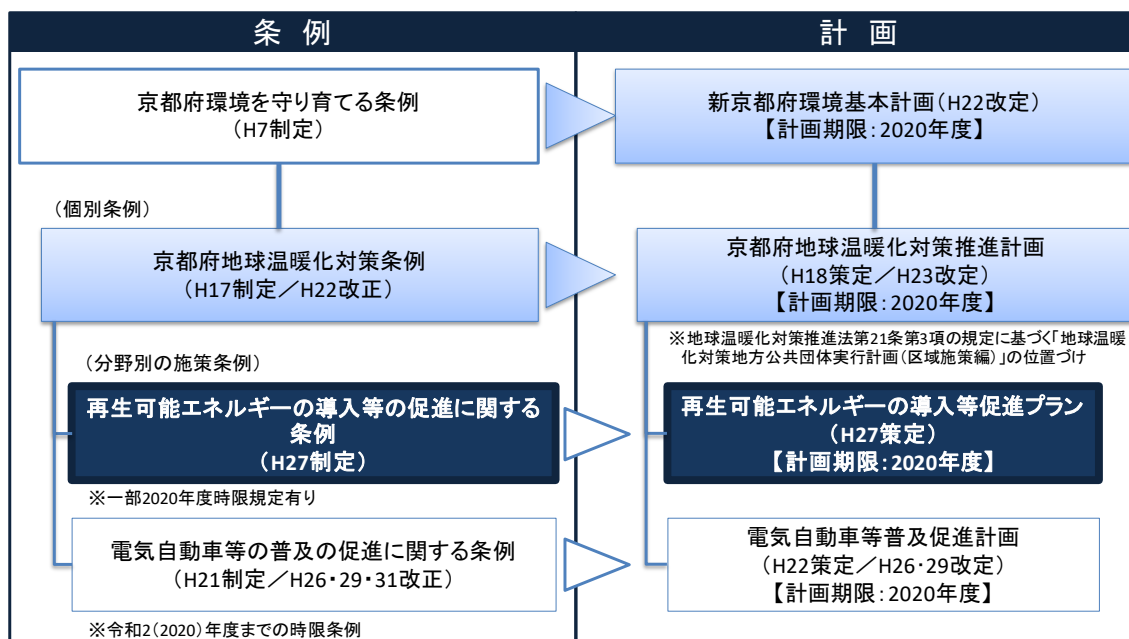 条 例
計 画
京都府環境を守り育てる条例
（H7制定）
新京都府環境基本計画（H22改定）
【計画期限：2020年度】
（個別条例）
京都府地球温暖化対策条例
（H17制定／H22改正）
京都府地球温暖化対策推進計画
（H18策定／H23改定）
【計画期限：2020年度】
※地球温暖化対策推進法第21条第3項の規定に基づく「地球温暖
化対策地方公共団体実行計画（区域施策編）」の位置づけ
（分野別の施策条例）
再生可能エネルギーの導入等の促進に関する
条例
（H27制定）
再生可能エネルギーの導入等促進プラン
（H27策定）
【計画期限：2020年度】
※一部2020年度時限規定有り
電気自動車等の普及の促進に関する条例
（H21制定／H26・29・31改正）
電気自動車等普及促進計画
（H22策定／H26・29改定）
【計画期限：2020年度】
※令和2（2020）年度までの時限条例